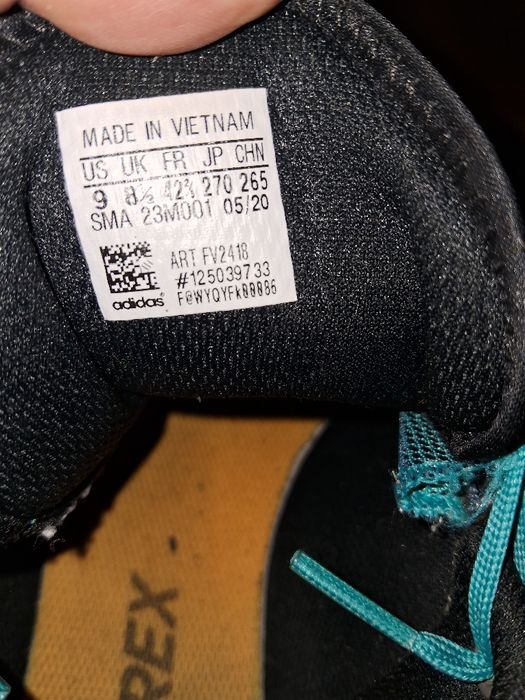 MADE IN VIETNAM
US UK FR JP CHN
9 8½ 42⅔ 270 265
SMA 23M001 05/20
ART FV2418
#125039733
adidas
F@WYQYFk00086
REX